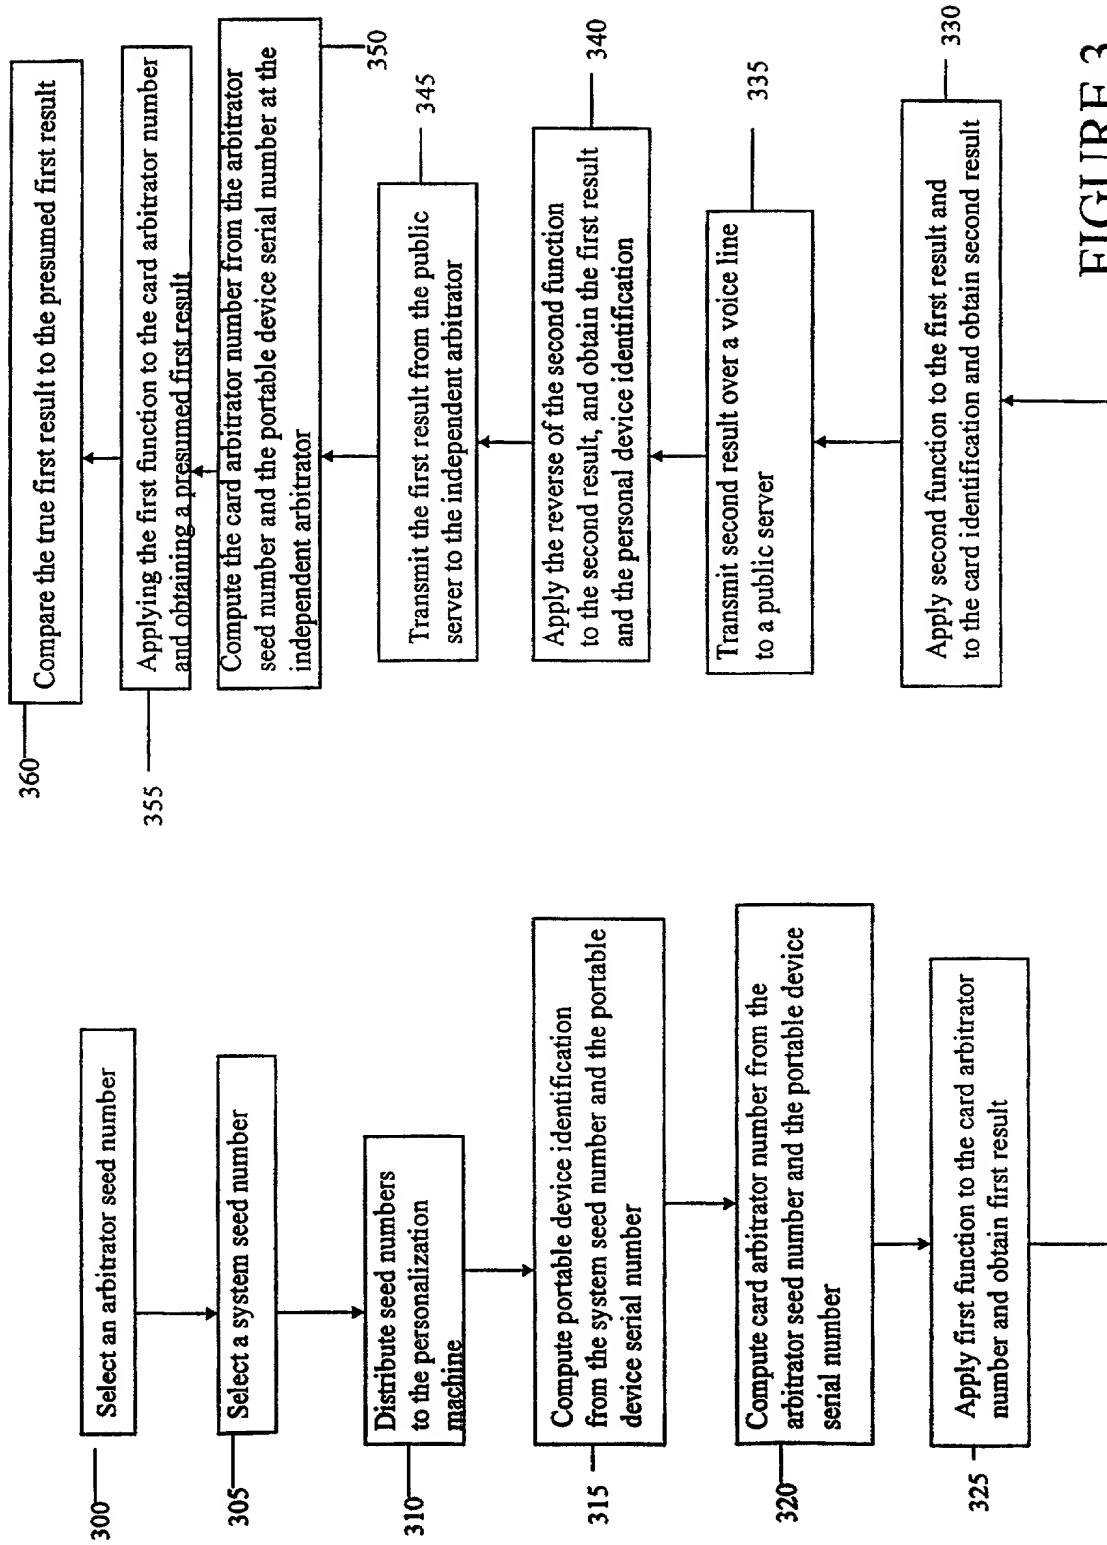 300
Select an arbitrator seed number
305
Select a system seed number
310
Distribute seed numbers
to the personalization
machine
315
Compute portable device identification
from the system seed number and the portable
device serial number
320
Compute card arbitrator number from the
arbitrator seed number and the portable device
serial number
325
Apply first function to the card arbitrator
number and obtain first result
360
Compare the true first result to the presumed first result
355
Applying the first function to the card arbitrator number
and obtaining a presumed first result
Compute the card arbitrator number from the arbitrator
seed number and the portable device serial number at the
independent arbitrator
350
Transmit the first result from the public
server to the independent arbitrator
345
Apply the reverse of the second function
to the second result, and obtain the first result
and the personal device identification
340
Transmit second result over a voice line
to a public server
335
Apply second function to the first result and
to the card identification and obtain second result
330
FIGURE 3